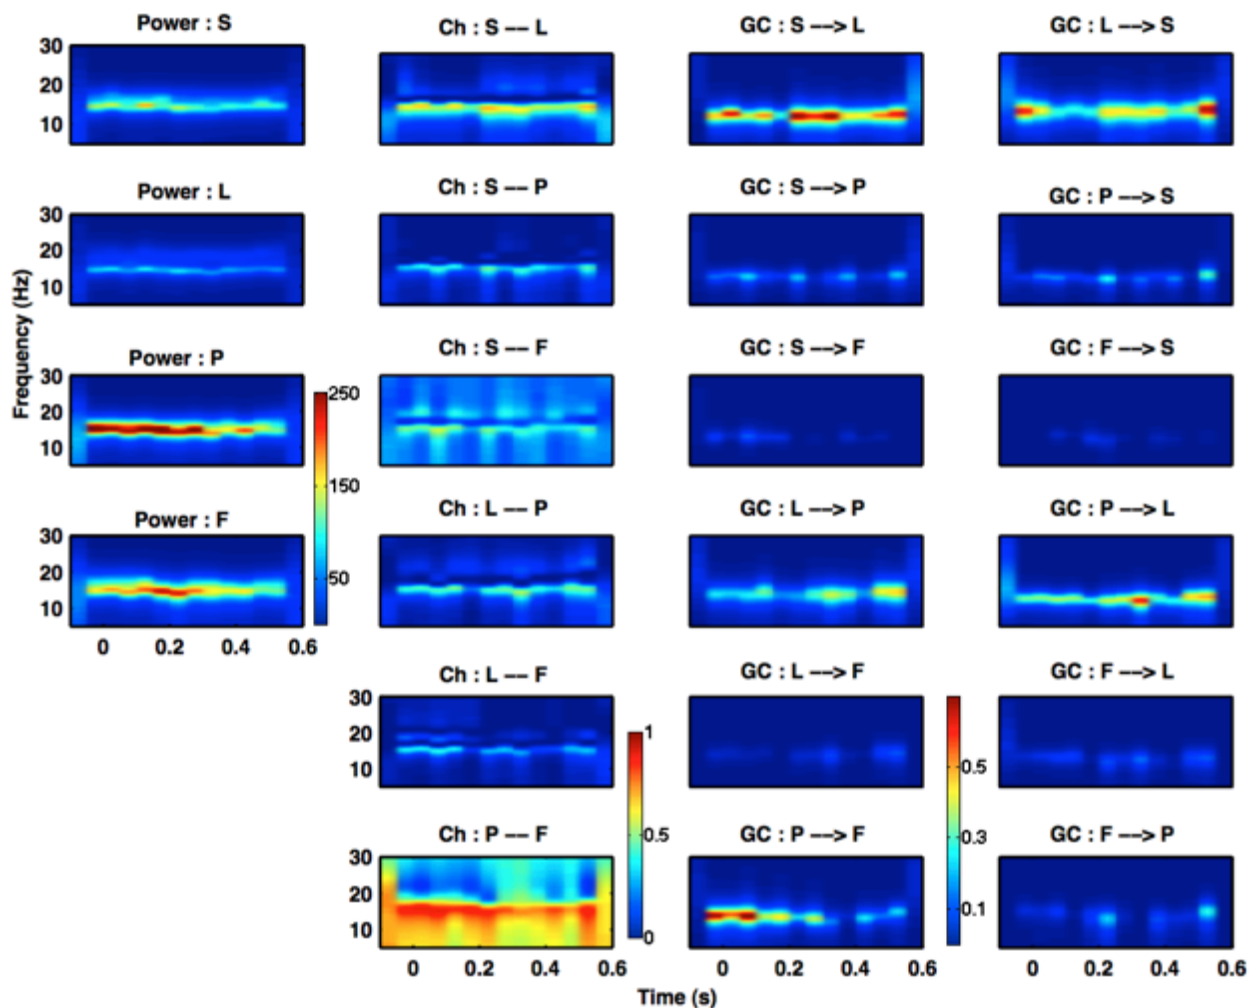 Power : S
Ch : S -- L
GC : S --> L
GC : L --> S
30
20
10
Power : L
Ch : S -- P
GC : S --> P
GC : P --> S
30
20
10
Frequency (Hz)
Power : P
Ch : S -- F
GC : S --> F
GC : F --> S
30
20
10
250
150
50
Power : F
Ch : L -- P
GC : L --> P
GC : P --> L
30
20
10
0 0.2 0.4 0.6
Ch : L -- F
GC : L --> F
GC : F --> L
30
20
10
1
0.5
0
0.5
0.3
0.1
Ch : P -- F
GC : P --> F
GC : F --> P
30
20
10
0 0.2 0.4 0.6
0 0.2 0.4 0.6
0 0.2 0.4 0.6
Time (s)